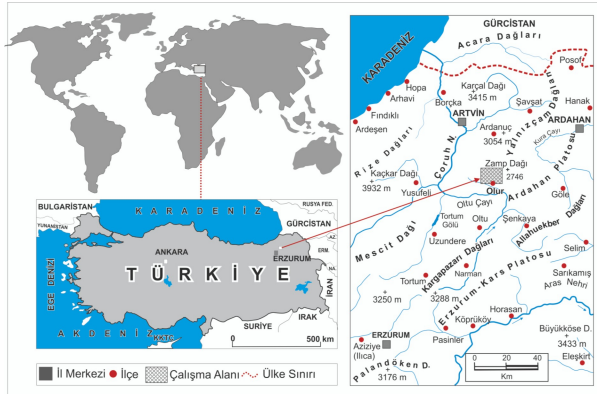 BULGARİSTAN
RUSYA FED.
KARADENİZ
GÜRCİSTAN
YUNANİSTAN
AZ.
ERM.
ANKARA
ERZURUM
NA.
EGE DENİZİ
TÜRKİYE
İRAN
IRAK
SURİYE
AKDENİZ
KKTC
0 500 km
KARADENİZ
GÜRCİSTAN
Acara Dağları
Posof
Hopa
Karçal Dağı
3415 m
Arhavi
Borçka
Şavşat
Hanak
Fındıklı
ARTVİN
Yalnızçam Dağları
Ardeşen
Ardanuç
3054 m
ARDAHAN
Kura Çayı
Rize Dağları
Çoruh N.
Zamp Dağı
2746
Kaçkar Dağı
3932 m
Yusufeli
Olur
Ardahan Platosu
Oltu Çayı
Göle
Tortum
Gölü
Oltu
Şenkaya
Allahuekber Dağları
Mescit Dağı
Uzundere
Selim
Kargapazarı Dağları
Narman
Sarıkamış
Tortum
Aras Nehri
3250 m
3288 m
Erzurum-Kars Platosu
Horasan
Köprüköy
Büyükköse D.
3433 m
ERZURUM
Pasinler
Aziziye
(Ilıca)
Eleşkirt
Palandöken D.
3176 m
0 20 40
Km
İl Merkezi
İlçe
Çalışma Alanı
Ülke Sınırı